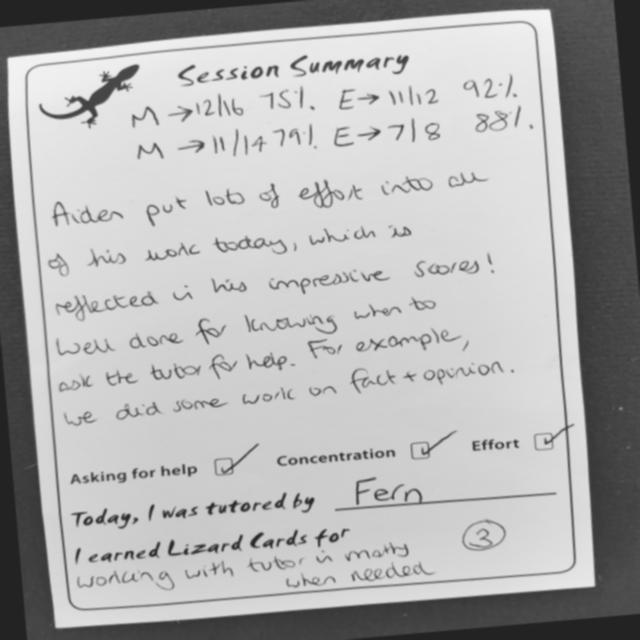 Session Summary
M → 12/16 75%. E → 11/12 92%.
M → 11/14 79%. E → 7/8 88%.
Aiden put lots of effort into all
of his work today, which is
reflected in his impressive scores!
Well done for knowing when to
ask the tutor for help. For example,
we did some work on fact + opinion.
Asking for help ☑ Concentration ☑ Effort ☑
Today, I was tutored by Fern
I earned Lizard Cards for
working with tutor in maths 3
when needed